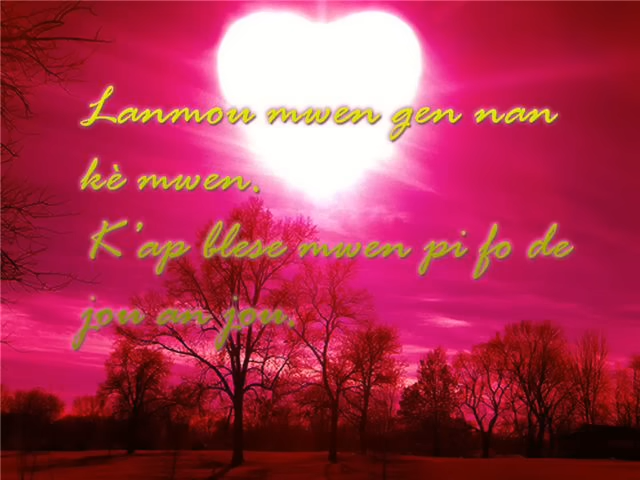 Lanmou mwen gen nan
kè mwen.
K'ap blese mwen pi fo de
jou an jou.